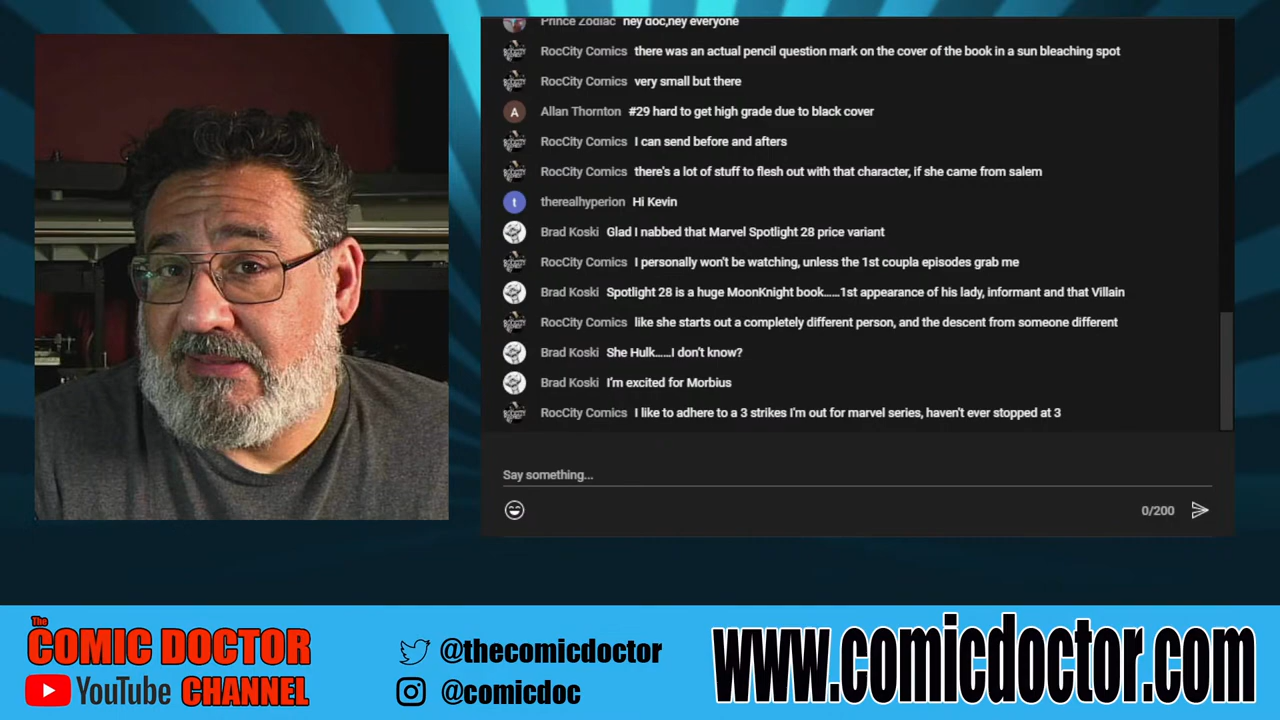 Prince Zodiac hey doc,hey everyone
RocCity Comics there was an actual pencil question mark on the cover of the book in a sun bleaching spot
RocCity Comics very small but there
A Allan Thornton #29 hard to get high grade due to black cover
RocCity Comics I can send before and afters
RocCity Comics there's a lot of stuff to flesh out with that character, if she came from salem
t therealhyperion Hi Kevin
Brad Koski Glad I nabbed that Marvel Spotlight 28 price variant
RocCity Comics I personally won't be watching, unless the 1st coupla episodes grab me
Brad Koski Spotlight 28 is a huge MoonKnight book......1st appearance of his lady, informant and that Villain
RocCity Comics like she starts out a completely different person, and the descent from someone different
Brad Koski She Hulk......I don't know?
Brad Koski I'm excited for Morbius
RocCity Comics I like to adhere to a 3 strikes I'm out for marvel series, haven't ever stopped at 3
Say something...
0/200
The
COMIC DOCTOR
YouTube CHANNEL
@thecomicdoctor
@comicdoc
www.comicdoctor.com